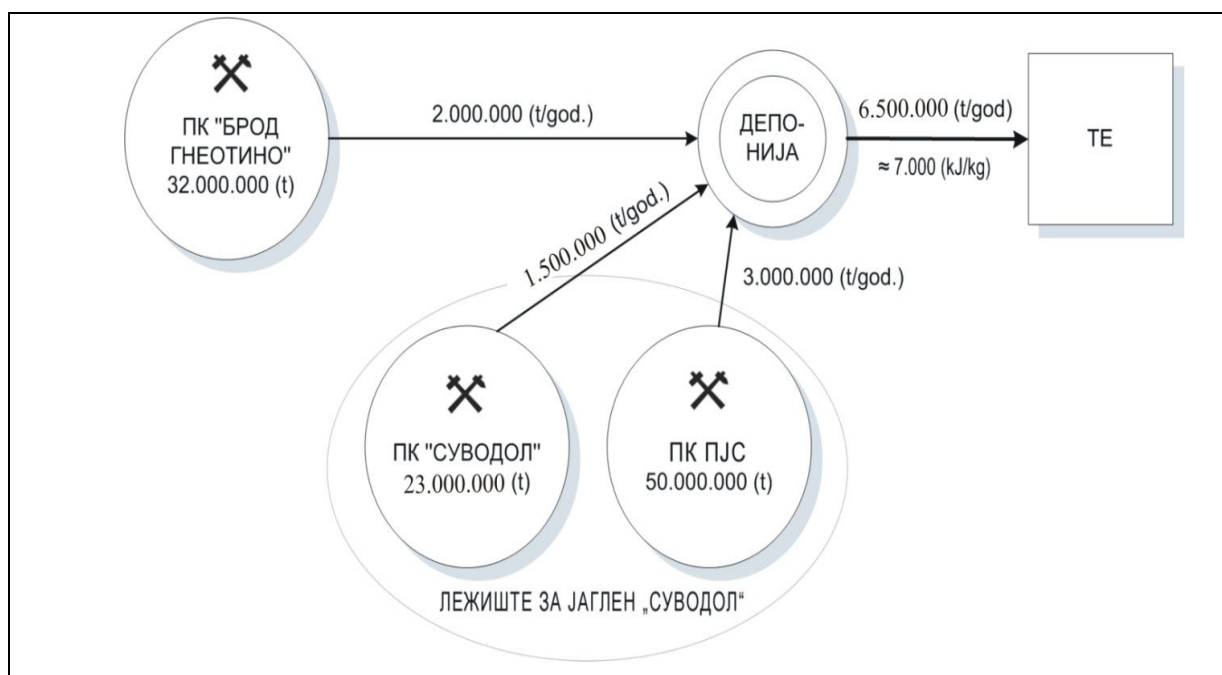 ПК "БРОД
ГНЕОТИНО"
32.000.000 (t)
2.000.000 (t/god.)
ДЕПО-
НИЈА
6.500.000 (t/god)
≈ 7.000 (kJ/kg)
ТЕ
1.500.000 (t/god.)
3.000.000 (t/god.)
ПК "СУВОДОЛ"
23.000.000 (t)
ПК ПЈС
50.000.000 (t)
ЛЕЖИШТЕ ЗА ЈАГЛЕН „СУВОДОЛ“